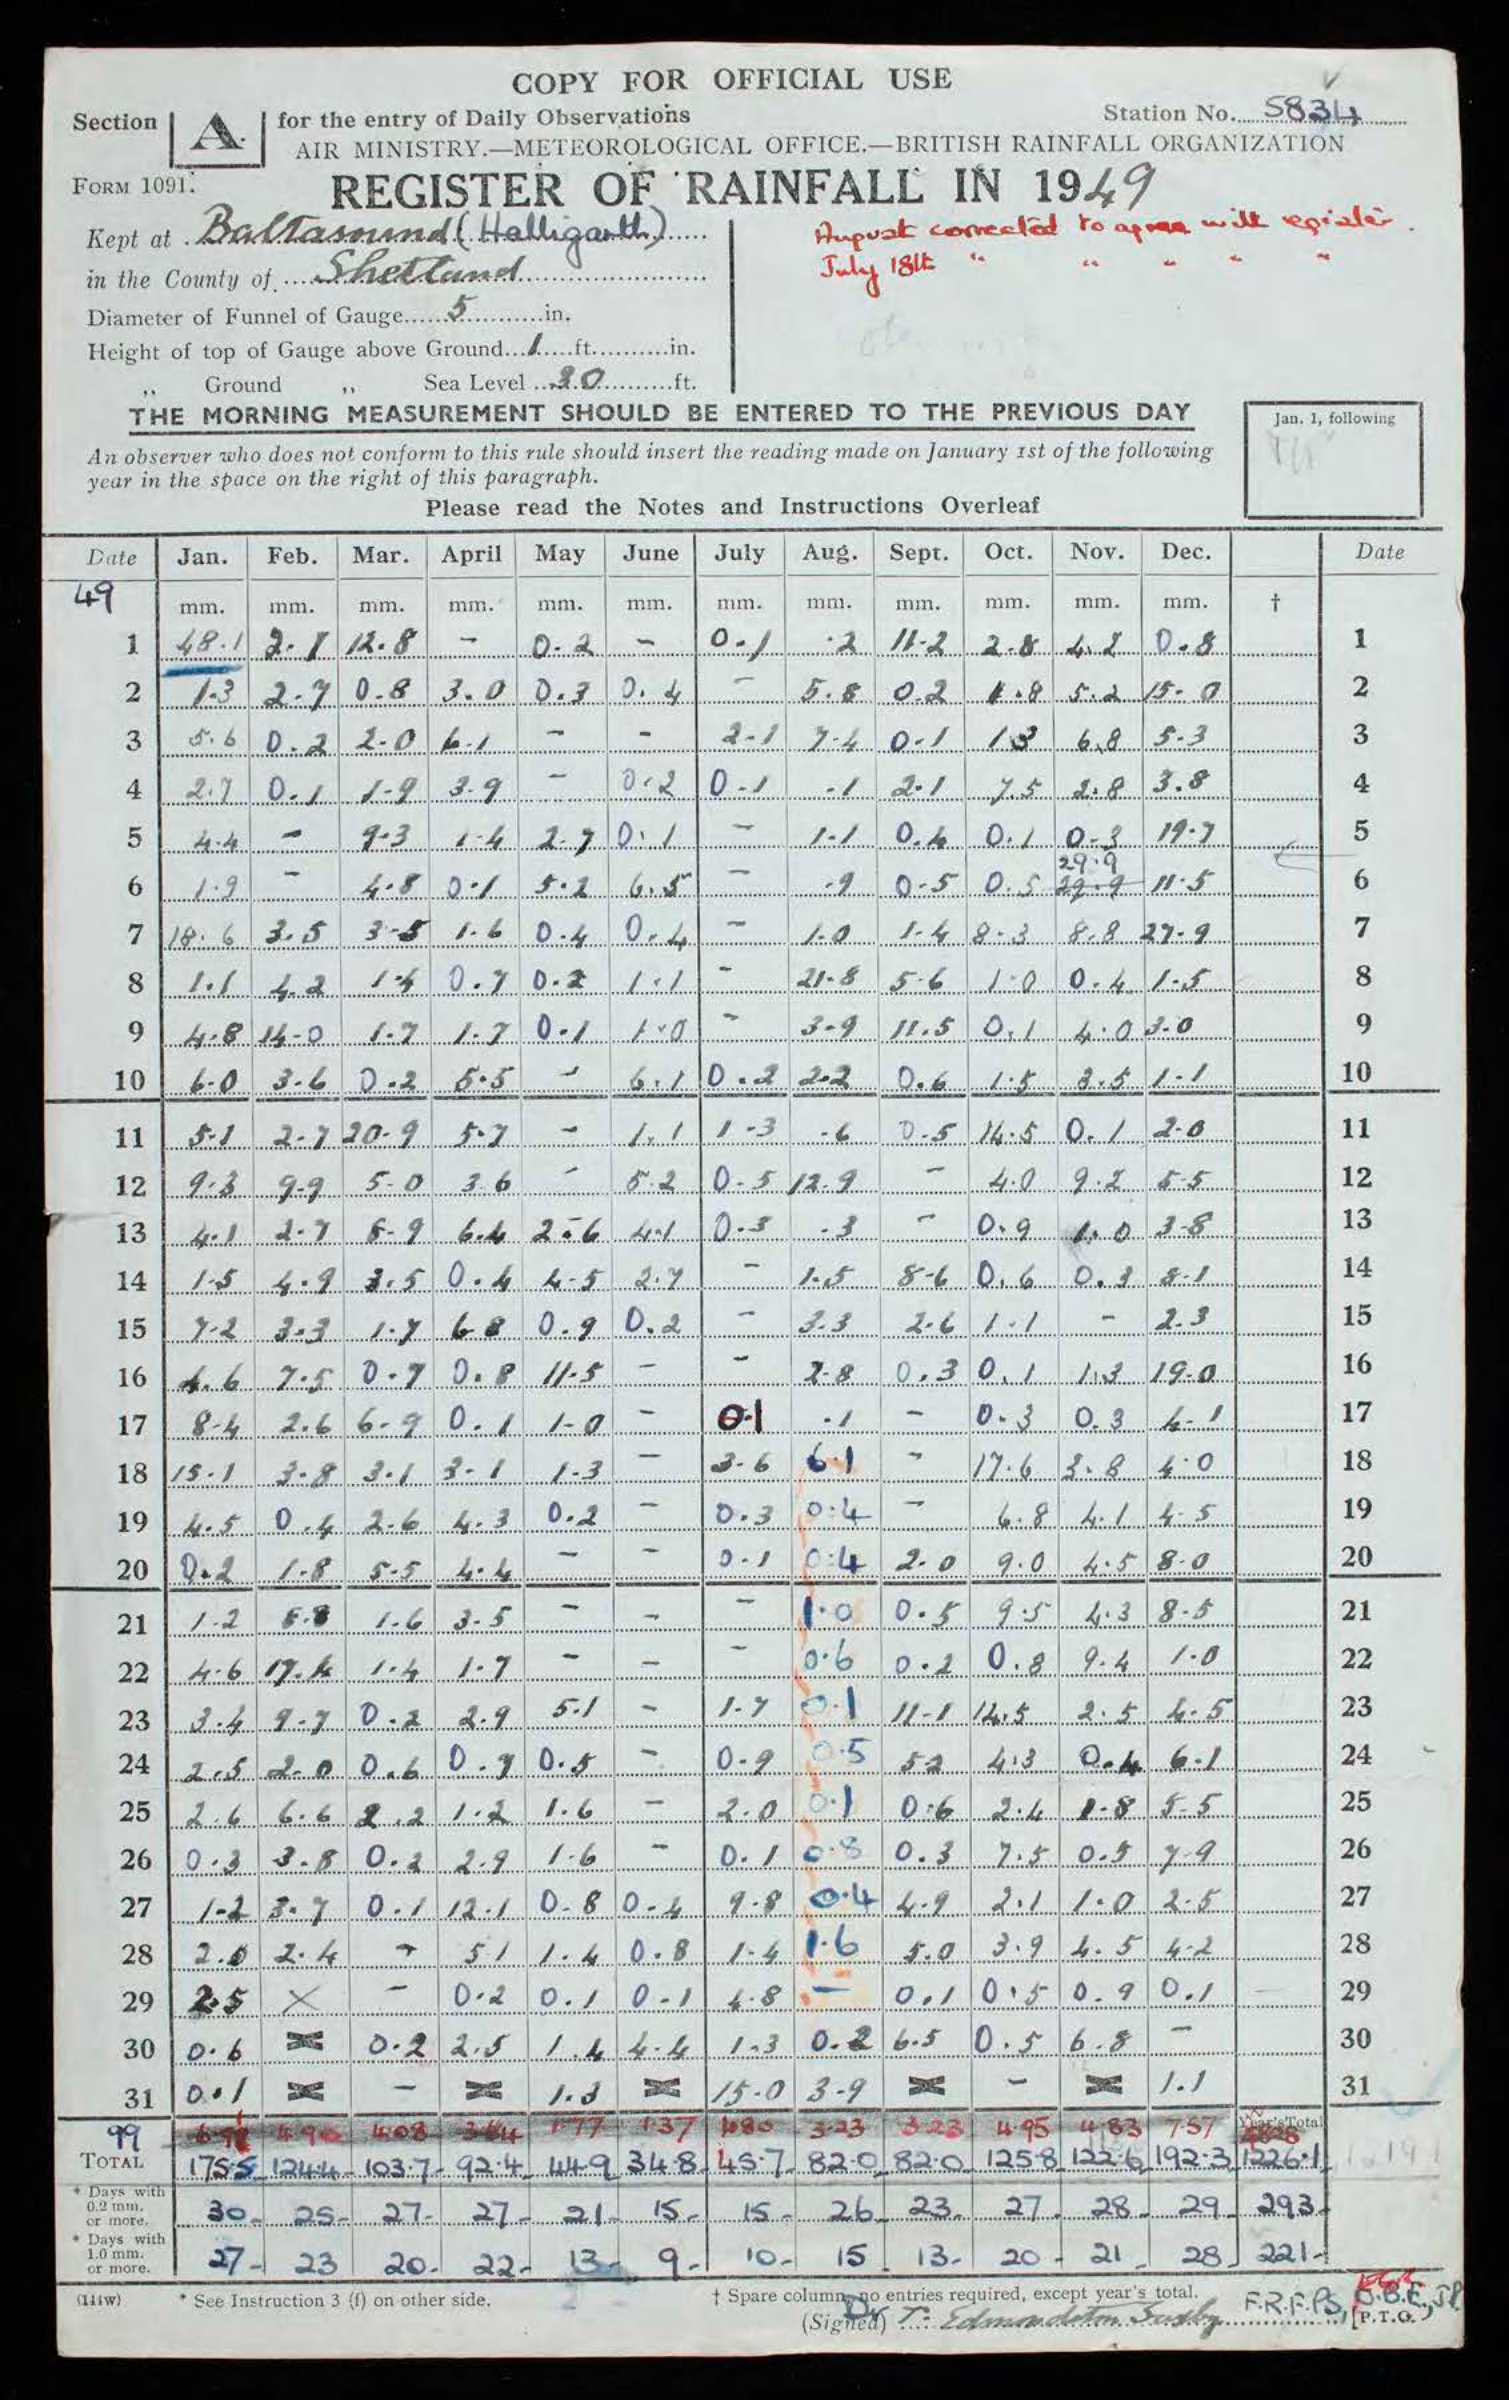 COPY FOR OFFICIAL USE
Section A. for the entry of Daily Observations Station No. 5834
AIR MINISTRY.—METEOROLOGICAL OFFICE.—BRITISH RAINFALL ORGANIZATION
FORM 1091. REGISTER OF RAINFALL IN 1949
Kept at Baltasound (Halligarth)
August corrected to agree with register.
in the County of Shetland
July 18th " " " " "
Diameter of Funnel of Gauge 5 in.
Height of top of Gauge above Ground 1 ft. in.
,, Ground ,, Sea Level 30 ft.
THE MORNING MEASUREMENT SHOULD BE ENTERED TO THE PREVIOUS DAY
Jan. 1, following
An observer who does not conform to this rule should insert the reading made on January 1st of the following
year in the space on the right of this paragraph.
Please read the Notes and Instructions Overleaf
Date Jan. Feb. Mar. April May June July Aug. Sept. Oct. Nov. Dec. Date
49 mm. mm. mm. mm. mm. mm. mm. mm. mm. mm. mm. mm. †
1 48.1 2.1 12.8 - 0.2 - 0.1 .2 11.2 2.8 4.2 0.8 1
2 1.3 2.7 0.8 3.0 0.3 0.4 - 5.8 0.2 1.8 5.2 15.0 2
3 5.6 0.2 2.0 6.1 - - 2.1 7.4 0.1 13 6.8 5.3 3
4 2.7 0.1 1.9 3.9 - 0.2 0.1 .1 2.1 7.5 2.8 3.8 4
5 4.4 - 9.3 1.4 2.7 0.1 - 1.1 0.4 0.1 0.3 19.7 5
29.9
6 1.9 - 4.8 0.1 5.2 6.5 - .9 0.5 0.5 29.9 11.5 6
7 18.6 3.5 3.5 1.6 0.4 0.4 - 1.0 1.4 8.3 8.8 27.9 7
8 1.1 4.2 1.4 0.7 0.2 1.1 - 21.8 5.6 1.0 0.4 1.5 8
9 4.8 14.0 1.7 1.7 0.1 1.0 - 3.9 11.5 0.1 4.0 3.0 9
10 6.0 3.6 0.2 5.5 - 6.1 0.2 2.2 0.6 1.5 3.5 1.1 10
11 5.1 2.7 20.9 5.7 - 1.1 1.3 .6 0.5 14.5 0.1 2.0 11
12 9.3 9.9 5.0 3.6 - 5.2 0.5 12.9 - 4.0 9.2 5.5 12
13 4.1 2.7 5.9 6.4 2.6 4.1 0.3 .3 - 0.9 1.0 3.8 13
14 1.5 4.9 3.5 0.4 4.5 2.7 - 1.5 8.6 0.6 0.3 8.1 14
15 7.2 3.3 1.7 6.8 0.9 0.2 - 3.3 2.6 1.1 - 2.3 15
16 4.6 7.5 0.7 0.8 11.5 - - 2.8 0.3 0.1 1.3 19.0 16
17 8.4 2.6 6.9 0.1 1.0 - 0.1 .1 - 0.3 0.3 4.1 17
18 15.1 3.8 3.1 3.1 1.3 - 3.6 6.1 - 17.6 3.8 4.0 18
19 4.5 0.4 2.6 4.3 0.2 - 0.3 0.4 - 6.8 4.1 4.5 19
20 0.2 1.8 5.5 4.4 - - 0.1 0.4 2.0 9.0 4.5 8.0 20
21 1.2 5.8 1.6 3.5 - - - 1.0 0.5 9.5 4.3 8.5 21
22 4.6 17.4 1.4 1.7 - - - 0.6 0.2 0.8 9.4 1.0 22
23 3.4 9.7 0.2 2.9 5.1 - 1.7 0.1 11.1 14.5 2.5 4.5 23
24 2.5 2.0 0.6 0.7 0.5 - 0.9 0.5 5.2 4.3 0.4 6.1 24
25 2.6 6.6 2.2 1.2 1.6 - 2.0 0.1 0.6 2.4 1.8 5.5 25
26 0.3 3.8 0.2 2.9 1.6 - 0.1 0.8 0.3 7.5 0.5 7.9 26
27 1.2 3.7 0.1 12.1 0.8 0.4 9.8 0.4 4.9 2.1 1.0 2.5 27
28 2.0 2.4 - 5.1 1.4 0.8 1.4 1.6 5.0 3.9 4.5 4.2 28
29 2.5 X - 0.2 0.1 0.1 4.8 - 0.1 0.5 0.9 0.1 29
30 0.6 X 0.2 2.5 1.4 4.4 1.3 0.2 6.5 0.5 6.8 - 30
31 0.1 X - X 1.3 X 15.0 3.9 X - X 1.1 31
99 4.90 4.08 3.64 1.77 1.37 1.80 3.23 3.23 4.95 4.83 7.57 Year's Total
TOTAL 175.5 124.4 103.7 92.4 44.9 34.8 45.7 82.0 82.0 125.8 122.6 192.3 1226.1
* Days with 0.2 mm. or more. 30 25 27 27 21 15 15 26 23 27 28 29 293
* Days with 1.0 mm. or more. 27 23 20 22 13 9 10 15 13 20 21 28 221
(111W) * See Instruction 3 (f) on other side. † Spare column, no entries required, except year's total.
(Signed) Dr T. Edmondston Saxby F.R.F.P.S, O.B.E., J.P. [P.T.O.